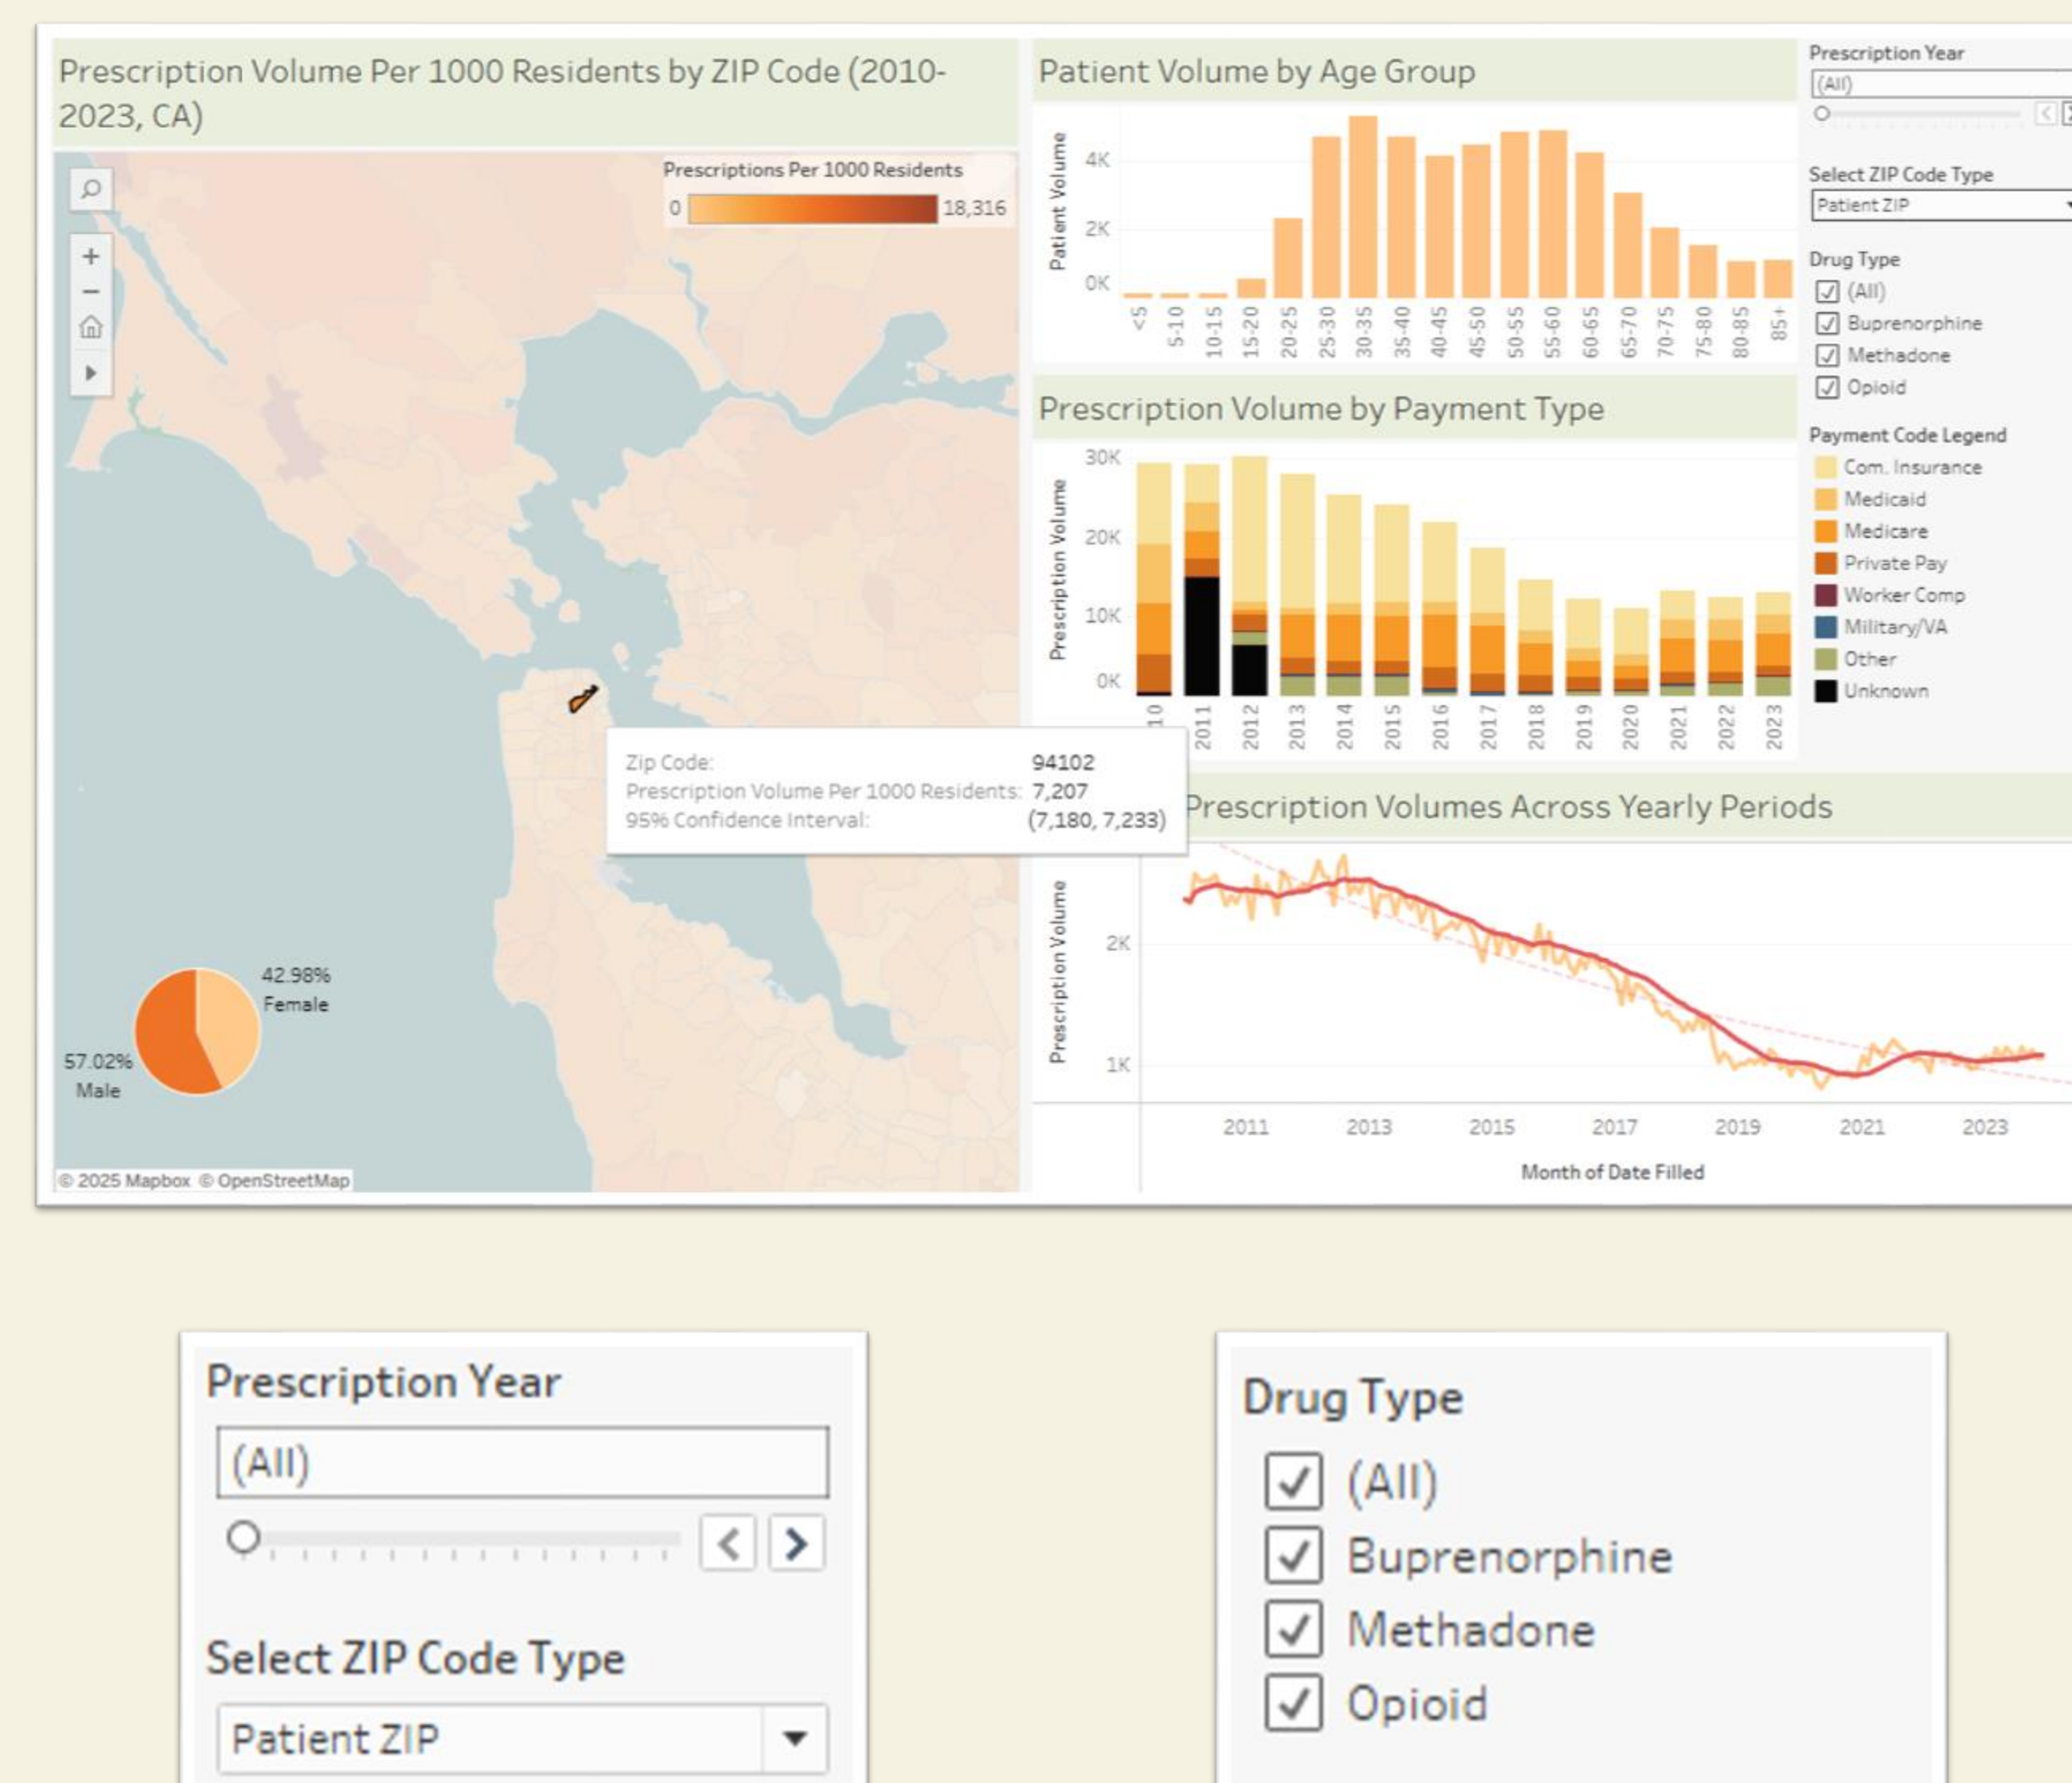 Prescription Volume Per 1000 Residents by ZIP Code (2010-
2023, CA)
Prescriptions Per 1000 Residents
0
18,316
Zip Code: 94102
Prescription Volume Per 1000 Residents: 7,207
95% Confidence Interval: (7,180, 7,233)
42.98%
Female
57.02%
Male
© 2025 Mapbox © OpenStreetMap
Patient Volume by Age Group
Patient Volume
4K
2K
0K
<5
5-10
10-15
15-20
20-25
25-30
30-35
35-40
40-45
45-50
50-55
55-60
60-65
65-70
70-75
75-80
80-85
85+
Prescription Volume by Payment Type
Prescription Volume
30K
20K
10K
0K
10
2011
2012
2013
2014
2015
2016
2017
2018
2019
2020
2021
2022
2023
Prescription Volumes Across Yearly Periods
Prescription Volume
2K
1K
2011
2013
2015
2017
2019
2021
2023
Month of Date Filled
Prescription Year
(All)
Select ZIP Code Type
Patient ZIP
Drug Type
(All)
Buprenorphine
Methadone
Opioid
Payment Code Legend
Com. Insurance
Medicaid
Medicare
Private Pay
Worker Comp
Military/VA
Other
Unknown
Prescription Year
(All)
Select ZIP Code Type
Patient ZIP
Drug Type
(All)
Buprenorphine
Methadone
Opioid